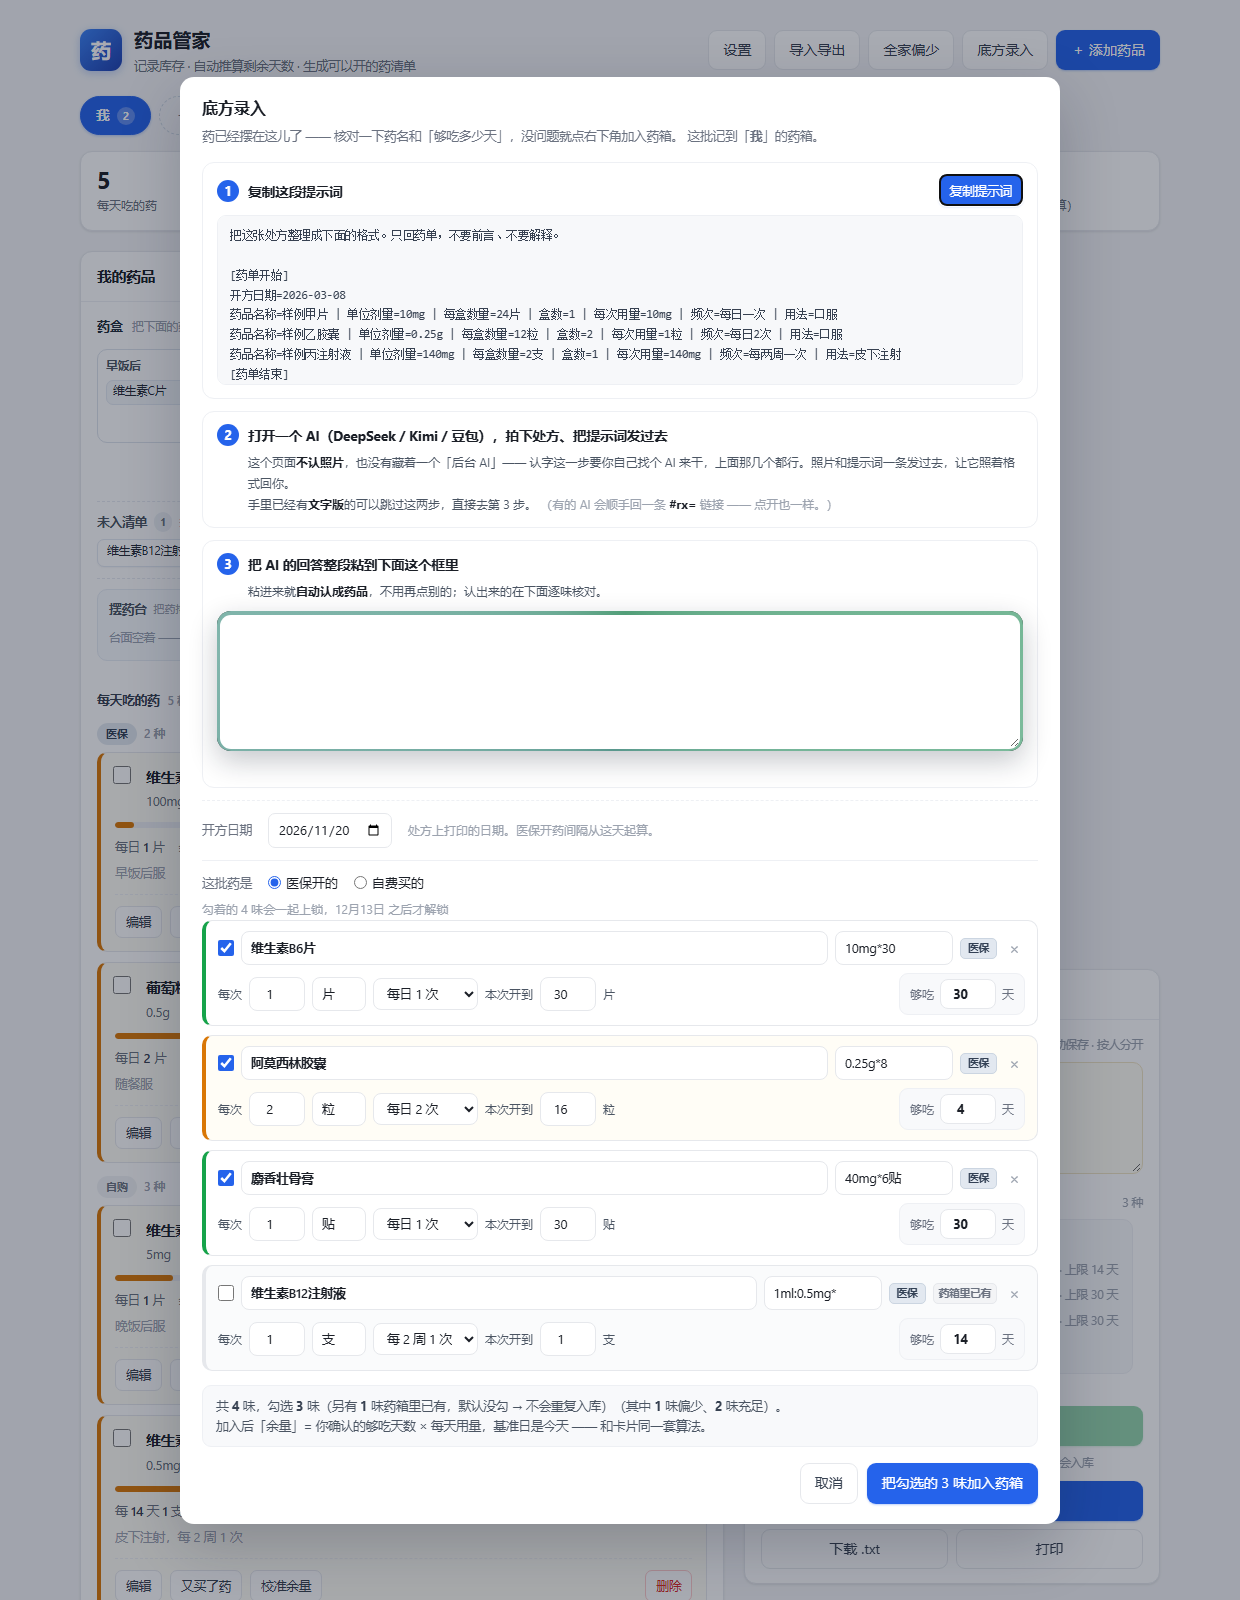 药 药品管家
记录库存 · 自动推算剩余天数 · 生成可以开的药清单
设置 导入导出 全家偏少 底方录入 ＋ 添加药品
我 2
5
每天吃的药
算)
我的药品
药盒 把下面的
早饭后
维生素C片
未入清单 1
维生素B12注射
摆药台 把药
台面空着 ——
每天吃的药 5
医保 2 种
维生素
100mg
每日 1 片
早饭后服
编辑
葡萄
0.5g
每日 2 片
随餐服
编辑
自购 3 种
维生素
5mg
每日 1 片
晚饭后服
编辑
维生素
0.5mg
每 14 天 1 支
皮下注射，每 2 周 1 次
编辑 又买了药 校准余量 删除
底方录入
药已经摆在这儿了 —— 核对一下药名和「够吃多少天」，没问题就点右下角加入药箱。 这批记到「我」的药箱。
1 复制这段提示词 复制提示词
把这张处方整理成下面的格式。只回药单，不要前言、不要解释。
[药单开始]
开方日期=2026-03-08
药品名称=样例甲片 | 单位剂量=10mg | 每盒数量=24片 | 盒数=1 | 每次用量=10mg | 频次=每日一次 | 用法=口服
药品名称=样例乙胶囊 | 单位剂量=0.25g | 每盒数量=12粒 | 盒数=2 | 每次用量=1粒 | 频次=每日2次 | 用法=口服
药品名称=样例丙注射液 | 单位剂量=140mg | 每盒数量=2支 | 盒数=1 | 每次用量=140mg | 频次=每两周一次 | 用法=皮下注射
[药单结束]
2 打开一个 AI（DeepSeek / Kimi / 豆包），拍下处方、把提示词发过去
这个页面不认照片，也没有藏着一个「后台 AI」—— 认字这一步要你自己找个 AI 来干，上面那几个都行。照片和提示词一条发过去，让它照着格
式回你。
手里已经有文字版的可以跳过这两步，直接去第 3 步。 （有的 AI 会顺手回一条 #rx= 链接 —— 点开也一样。）
3 把 AI 的回答整段粘到下面这个框里
粘进来就自动认成药品，不用再点别的；认出来的在下面逐味核对。
开方日期 2026/11/20 处方上打印的日期。医保开药间隔从这天起算。
这批药是 医保开的 自费买的
勾着的 4 味会一起上锁，12月13日 之后才解锁
维生素B6片 10mg*30 医保 ×
每次 1 片 每日 1 次 本次开到 30 片 够吃 30 天
阿莫西林胶囊 0.25g*8 医保 ×
每次 2 粒 每日 2 次 本次开到 16 粒 够吃 4 天
麝香壮骨膏 40mg*6贴 医保 ×
每次 1 贴 每日 1 次 本次开到 30 贴 够吃 30 天
维生素B12注射液 1ml:0.5mg* 医保 药箱里已有 ×
每次 1 支 每 2 周 1 次 本次开到 1 支 够吃 14 天
共 4 味，勾选 3 味（另有 1 味药箱里已有，默认没勾 → 不会重复入库）（其中 1 味偏少、2 味充足）。
加入后「余量」= 你确认的够吃天数 × 每天用量，基准日是今天 —— 和卡片同一套算法。
取消 把勾选的 3 味加入药箱
动保存 · 按人分开
3 种
· 上限 14 天
· 上限 30 天
· 上限 30 天
会入库
下载 .txt 打印